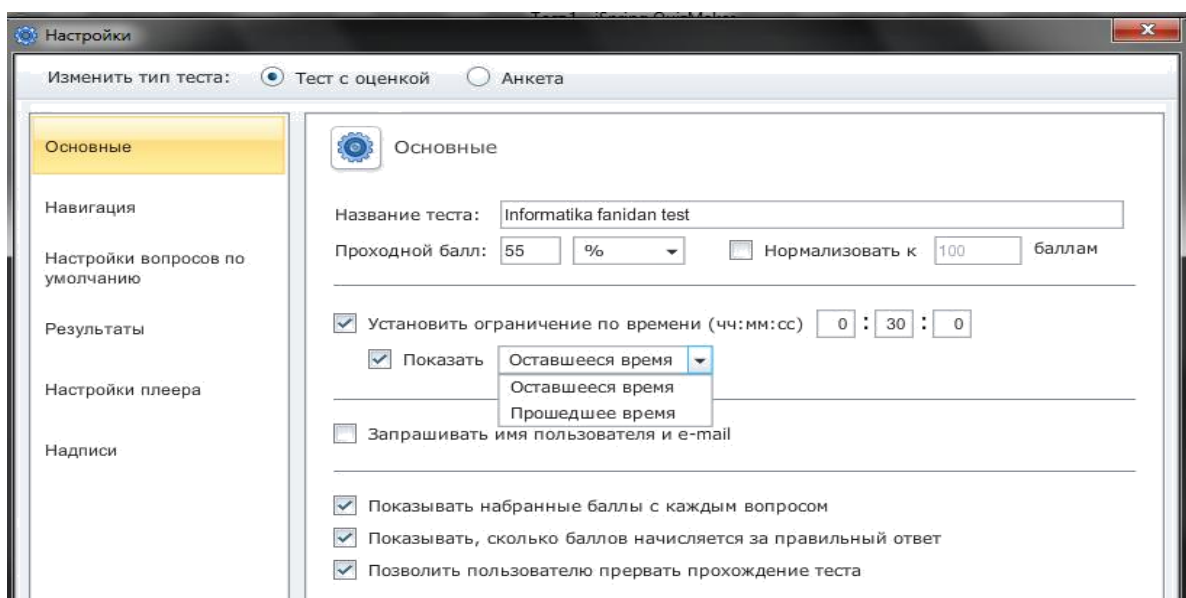 Настройки
Изменить тип теста: Тест с оценкой Анкета
Основные
Навигация
Настройки вопросов по
умолчанию
Результаты
Настройки плеера
Надписи
Основные
Название теста: Informatika fanidan test
Проходной балл: 55 % Нормализовать к 100 баллам
Установить ограничение по времени (чч:мм:сс) 0 : 30 : 0
Показать Оставшееся время
Оставшееся время
Прошедшее время
Запрашивать имя пользователя и e-mail
Показывать набранные баллы с каждым вопросом
Показывать, сколько баллов начисляется за правильный ответ
Позволить пользователю прервать прохождение теста